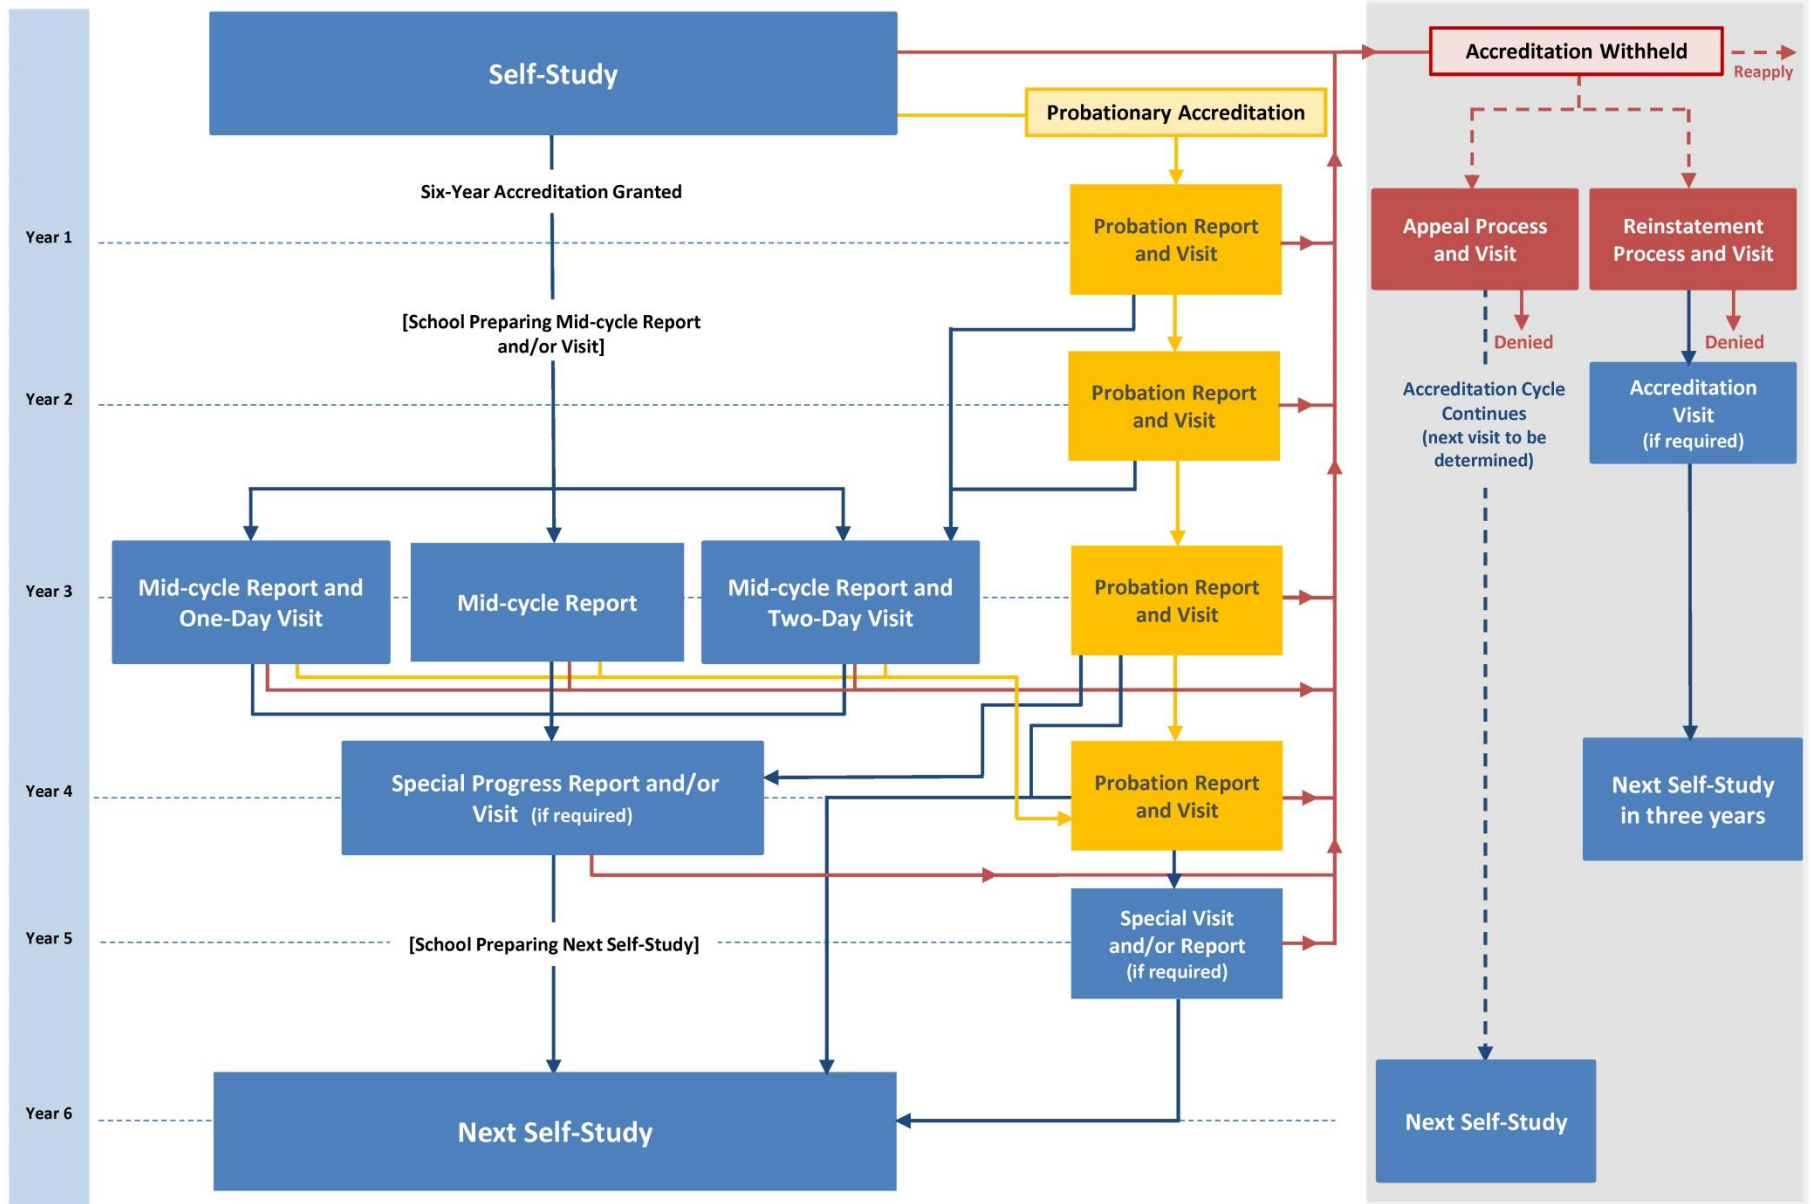 Self-Study
Accreditation Withheld
Reapply
Probationary Accreditation
Six-Year Accreditation Granted
Year 1
Probation Report
and Visit
Appeal Process
and Visit
Reinstatement
Process and Visit
[School Preparing Mid-cycle Report
and/or Visit]
Denied
Denied
Year 2
Probation Report
and Visit
Accreditation Cycle
Continues
(next visit to be
determined)
Accreditation
Visit
(if required)
Year 3
Mid-cycle Report and
One-Day Visit
Mid-cycle Report
Mid-cycle Report and
Two-Day Visit
Probation Report
and Visit
Year 4
Special Progress Report and/or
Visit (if required)
Probation Report
and Visit
Next Self-Study
in three years
Year 5
[School Preparing Next Self-Study]
Special Visit
and/or Report
(if required)
Year 6
Next Self-Study
Next Self-Study